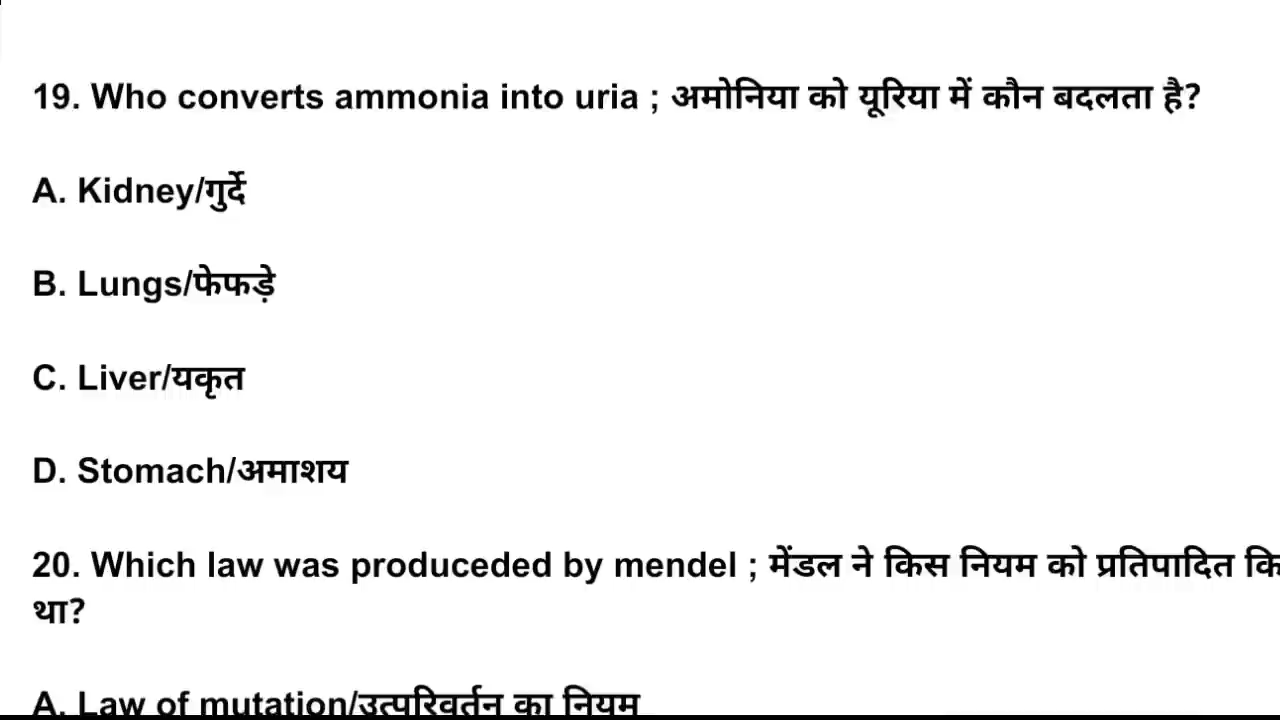 19. Who converts ammonia into uria ; अमोनिया को यूरिया में कौन बदलता है?
A. Kidney/गुर्दे
B. Lungs/फेफड़े
C. Liver/यकृत
D. Stomach/अमाशय
20. Which law was produceded by mendel ; मेंडल ने किस नियम को प्रतिपादित कि
था?
A. Law of mutation/उत्परिवर्तन का नियम